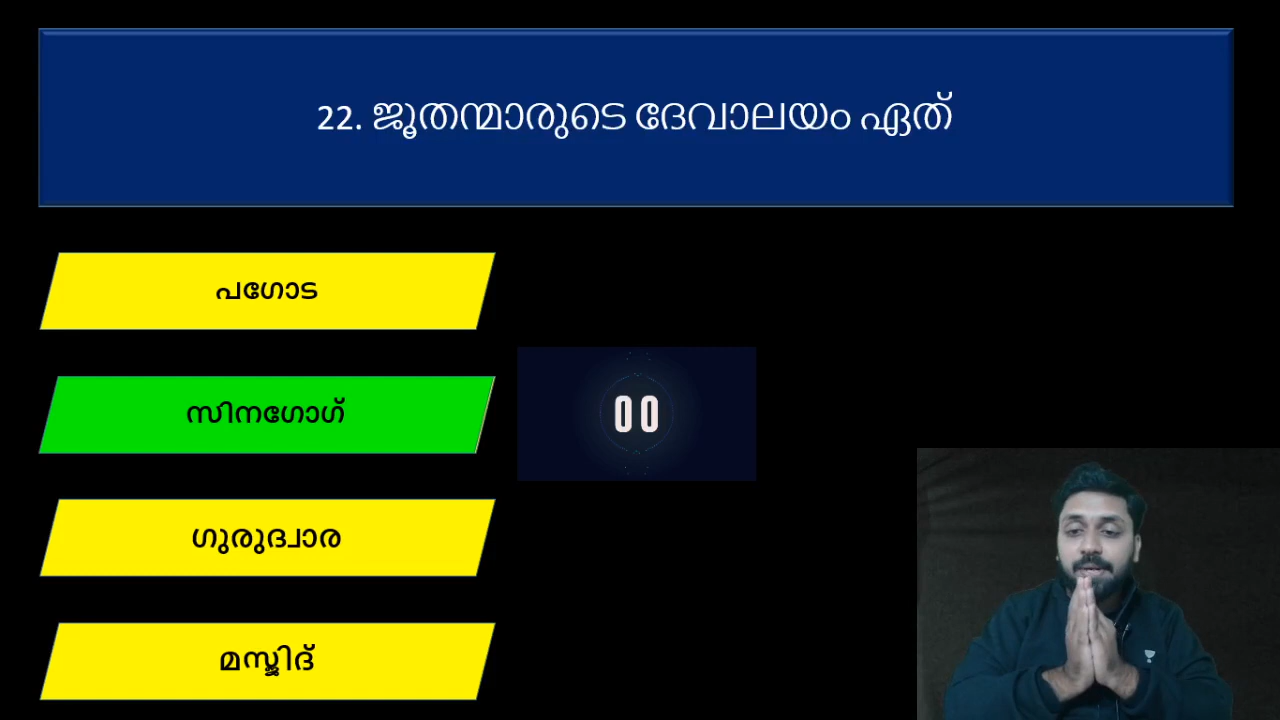 22. ജൂതന്മാരുടെ ദേവാലയം ഏത്
പഗോട
സിനഗോഗ്
00
ഗുരുദ്വാര
മസ്ജിദ്